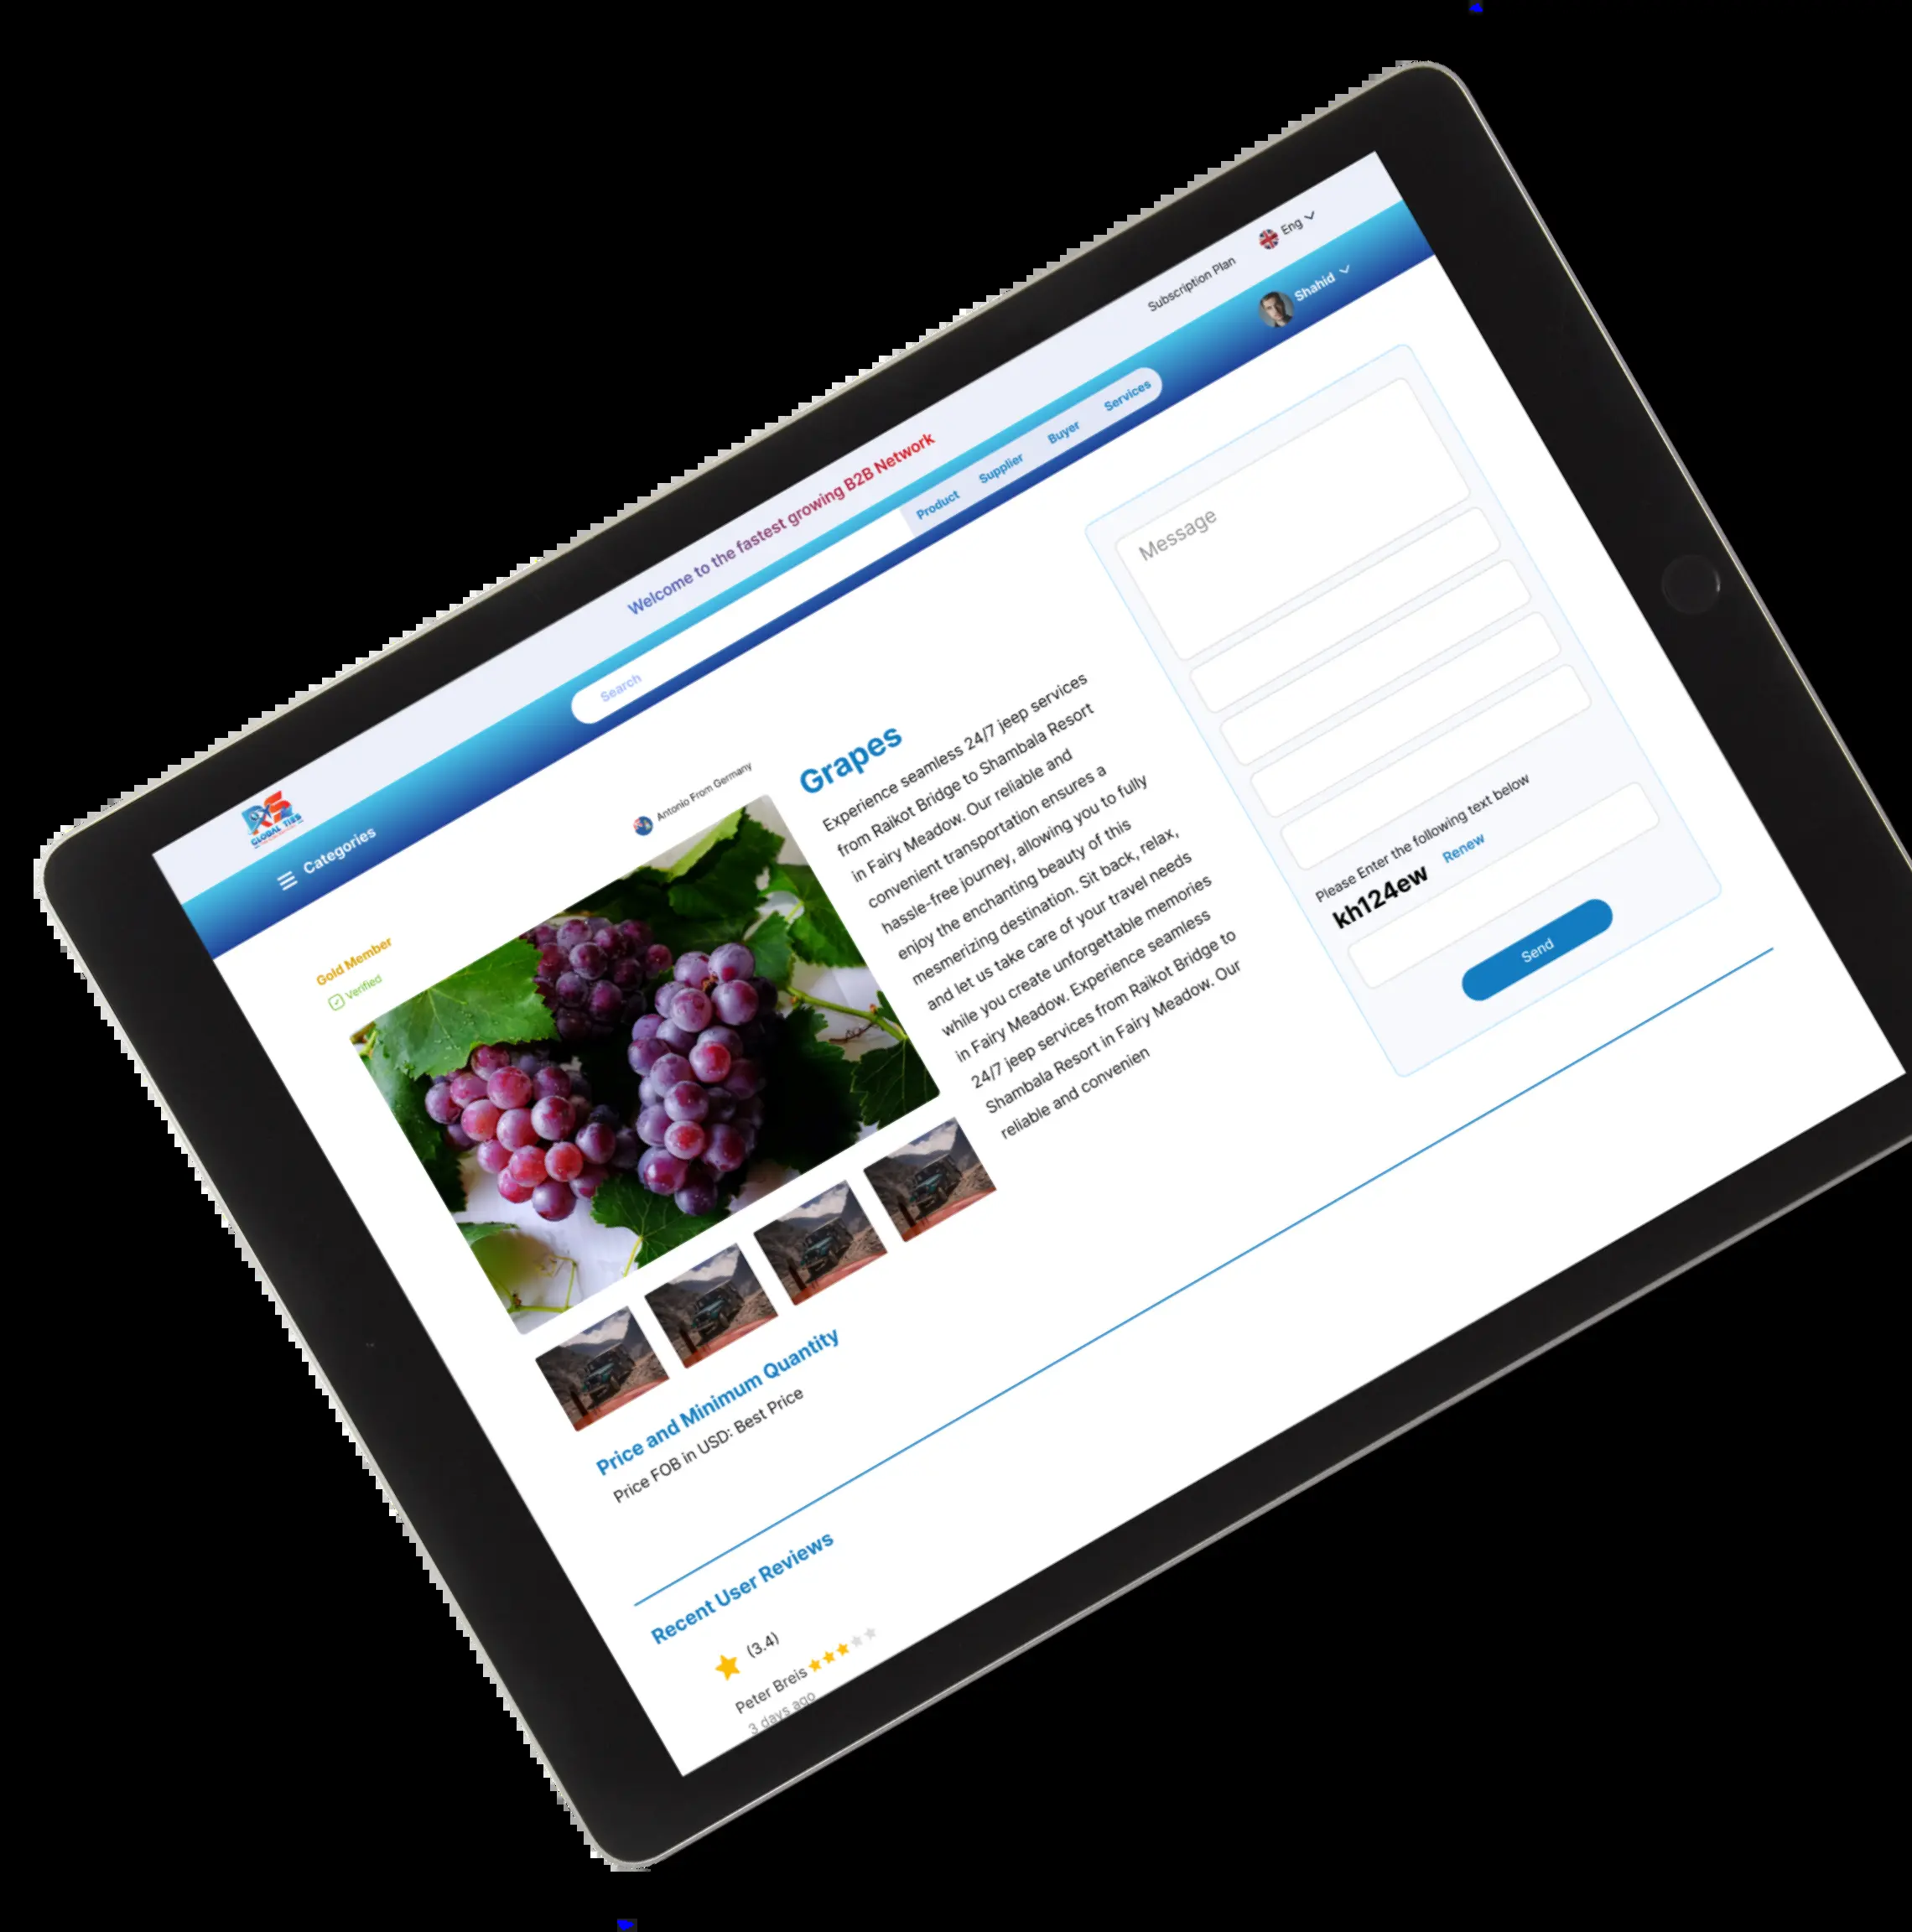 Subscription Plan
Eng
Welcome to the fastest growing B2B Network
RS
GLOBAL TIES
Categories
Search
Product
Supplier
Buyer
Services
Shahid
Gold Member
Verified
Antonio From Germany
Grapes
Experience seamless 24/7 jeep services
from Raikot Bridge to Shambala Resort
in Fairy Meadow. Our reliable and
convenient transportation ensures a
hassle-free journey, allowing you to fully
enjoy the enchanting beauty of this
mesmerizing destination. Sit back, relax,
and let us take care of your travel needs
while you create unforgettable memories
in Fairy Meadow. Experience seamless
24/7 jeep services from Raikot Bridge to
Shambala Resort in Fairy Meadow. Our
reliable and convenien
Message
Please Enter the following text below
kh124ew
Renew
Send
Price and Minimum Quantity
Price FOB in USD: Best Price
Recent User Reviews
(3.4)
Peter Breis
3 days ago